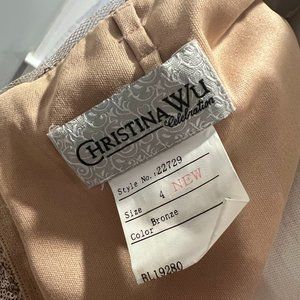 CHRISTINA WU
Celebration
Style No.:22729
Size 4 NEW
Color Bronze
BL19280